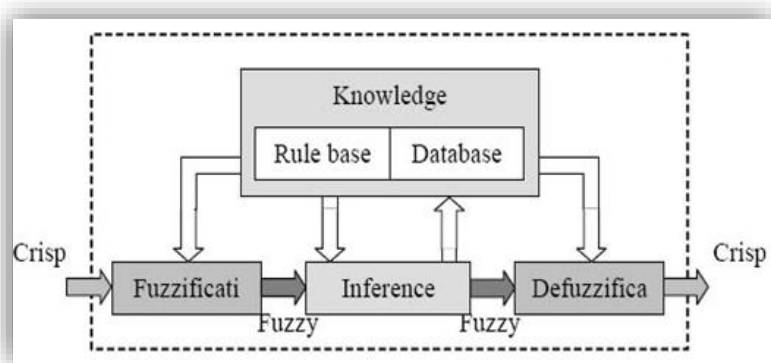 Knowledge
Rule base Database
Crisp Crisp
Fuzzificati Inference Defuzzifica
Fuzzy Fuzzy